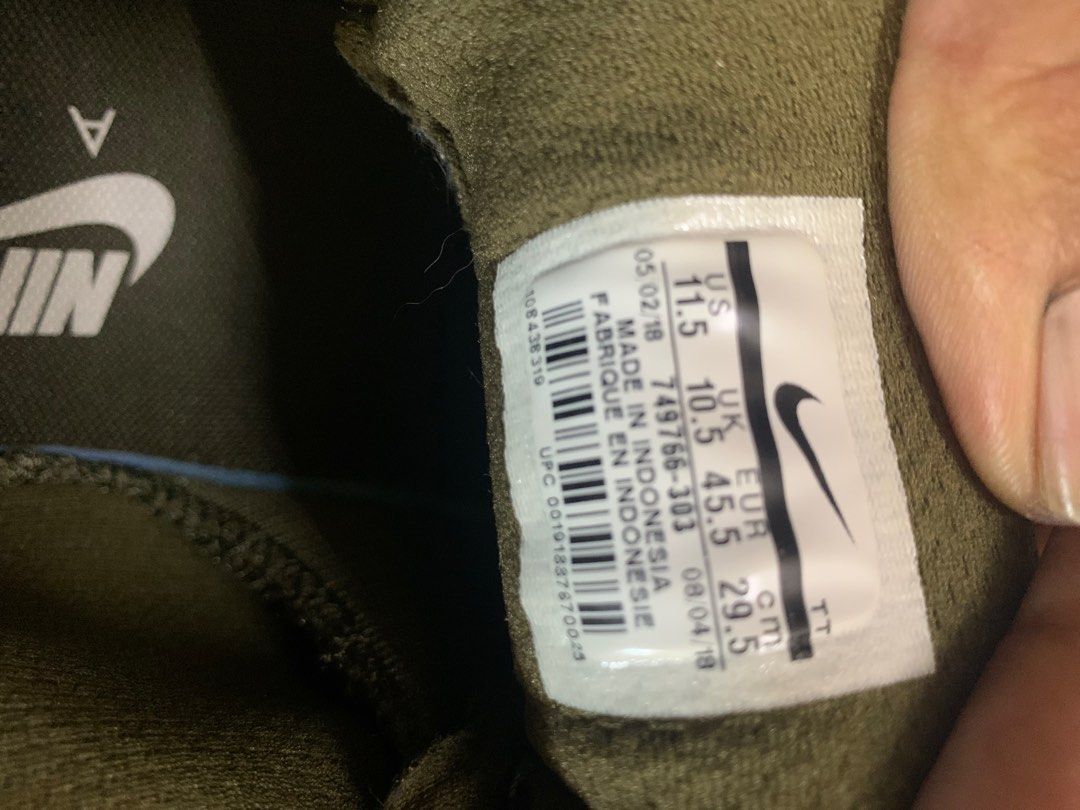 A
TT
US UK EUR cm
11.5 10.5 45.5 29.5
05/02/18 749766-303 08/04/18
MADE IN INDONESIA
FABRIQUE EN INDONESIE
108438319 UPC 00191887670025